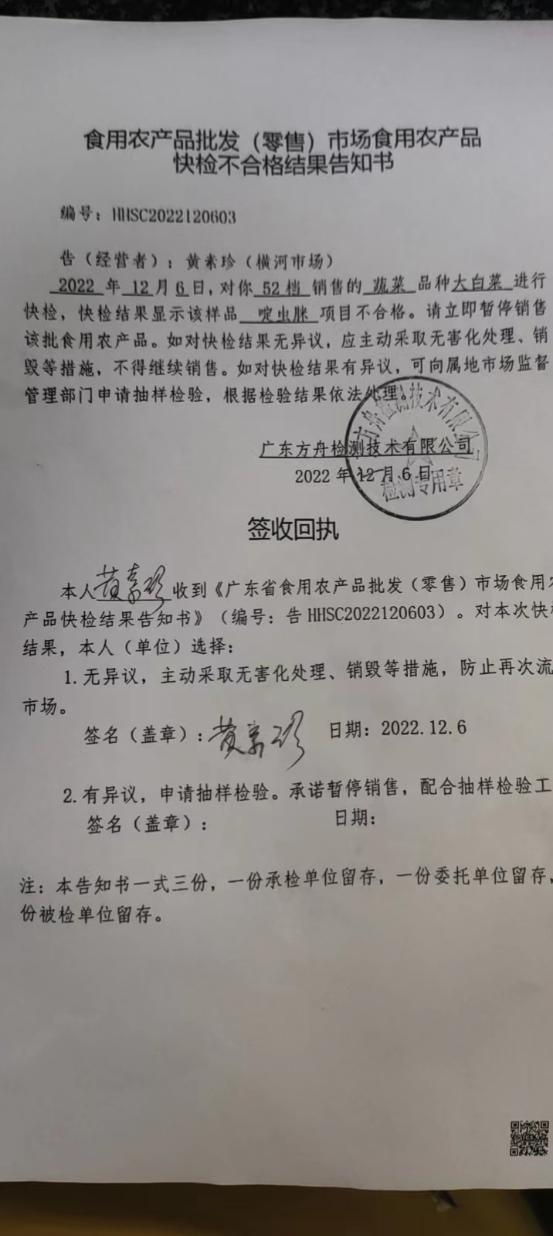 食用农产品批发（零售）市场食用农产品
快检不合格结果告知书
编号：HHSC2022120603
告（经营者）：黄素珍（横河市场）
2022 年 12 月 6 日，对你 52 档 销售的 蔬菜 品种 大白菜 进行
快检，快检结果显示该样品 啶虫脒 项目不合格。请立即暂停销售
该批食用农产品。如对快检结果无异议，应主动采取无害化处理、销
毁等措施，不得继续销售。如对快检结果有异议，可向属地市场监督
管理部门申请抽样检验，根据检验结果依法处理。
广东方舟检测技术有限公司
2022 年 12 月 6 日
检测专用章
签收回执
本人黄素珍收到《广东省食用农产品批发（零售）市场食用农
产品快检结果告知书》（编号：告 HHSC2022120603）。对本次快检
结果，本人（单位）选择：
1.无异议，主动采取无害化处理、销毁等措施，防止再次流
市场。
签名（盖章）：黄素珍 日期：2022.12.6
2.有异议，申请抽样检验。承诺暂停销售，配合抽样检验工
签名（盖章）： 日期：
注：本告知书一式三份，一份承检单位留存，一份委托单位留存，
份被检单位留存。